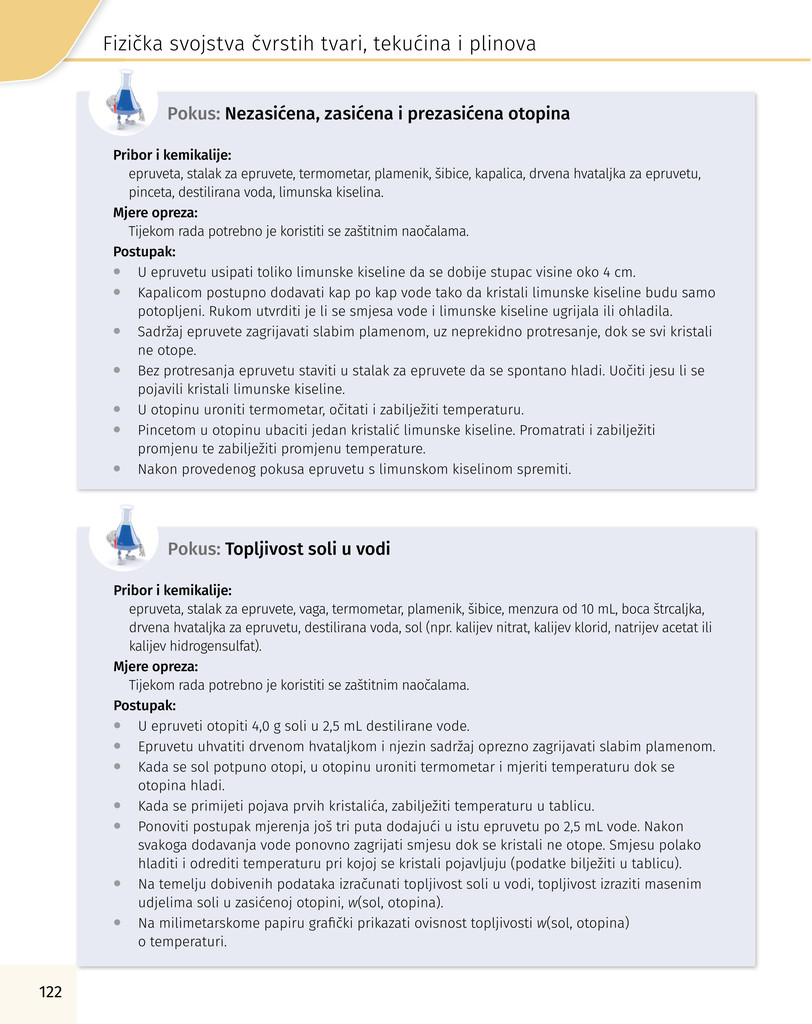 Fizička svojstva čvrstih tvari, tekućina i plinova
Pokus: Nezasićena, zasićena i prezasićena otopina
Pribor i kemikalije:
epruveta, stalak za epruvete, termometar, plamenik, šibice, kapalica, drvena hvataljka za epruvetu,
pinceta, destilirana voda, limunska kiselina.
Mjere opreza:
Tijekom rada potrebno je koristiti se zaštitnim naočalama.
Postupak:
• U epruvetu usipati toliko limunske kiseline da se dobije stupac visine oko 4 cm.
• Kapalicom postupno dodavati kap po kap vode tako da kristali limunske kiseline budu samo
potopljeni. Rukom utvrditi je li se smjesa vode i limunske kiseline ugrijala ili ohladila.
• Sadržaj epruvete zagrijavati slabim plamenom, uz neprekidno protresanje, dok se svi kristali
ne otope.
• Bez protresanja epruvetu staviti u stalak za epruvete da se spontano hladi. Uočiti jesu li se
pojavili kristali limunske kiseline.
• U otopinu uroniti termometar, očitati i zabilježiti temperaturu.
• Pincetom u otopinu ubaciti jedan kristalić limunske kiseline. Promatrati i zabilježiti
promjenu te zabilježiti promjenu temperature.
• Nakon provedenog pokusa epruvetu s limunskom kiselinom spremiti.
Pokus: Topljivost soli u vodi
Pribor i kemikalije:
epruveta, stalak za epruvete, vaga, termometar, plamenik, šibice, menzura od 10 mL, boca štrcaljka,
drvena hvataljka za epruvetu, destilirana voda, sol (npr. kalijev nitrat, kalijev klorid, natrijev acetat ili
kalijev hidrogensulfat).
Mjere opreza:
Tijekom rada potrebno je koristiti se zaštitnim naočalama.
Postupak:
• U epruveti otopiti 4,0 g soli u 2,5 mL destilirane vode.
• Epruvetu uhvatiti drvenom hvataljkom i njezin sadržaj oprezno zagrijavati slabim plamenom.
• Kada se sol potpuno otopi, u otopinu uroniti termometar i mjeriti temperaturu dok se
otopina hladi.
• Kada se primijeti pojava prvih kristalića, zabilježiti temperaturu u tablicu.
• Ponoviti postupak mjerenja još tri puta dodajući u istu epruvetu po 2,5 mL vode. Nakon
svakoga dodavanja vode ponovno zagrijati smjesu dok se kristali ne otope. Smjesu polako
hladiti i odrediti temperaturu pri kojoj se kristali pojavljuju (podatke bilježiti u tablicu).
• Na temelju dobivenih podataka izračunati topljivost soli u vodi, topljivost izraziti masenim
udjelima soli u zasićenoj otopini, w(sol, otopina).
• Na milimetarskome papiru grafički prikazati ovisnost topljivosti w(sol, otopina)
o temperaturi.
122